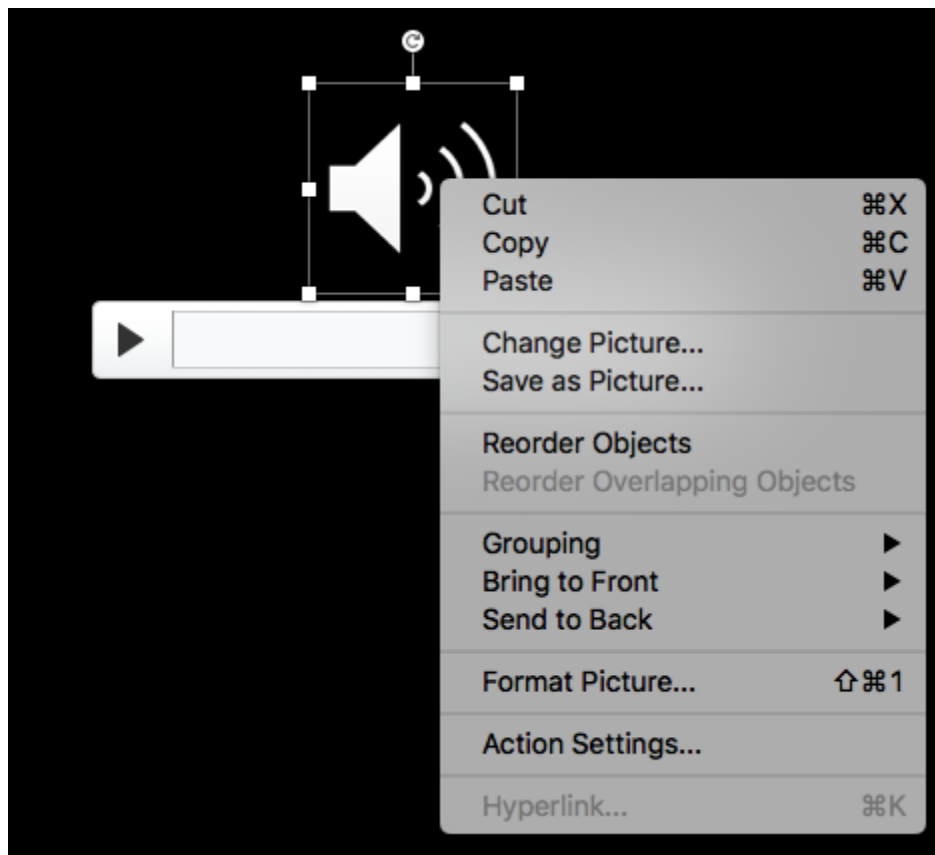 Cut ⌘X
Copy ⌘C
Paste ⌘V
Change Picture...
Save as Picture...
Reorder Objects
Reorder Overlapping Objects
Grouping ▶
Bring to Front ▶
Send to Back ▶
Format Picture... ⇧⌘1
Action Settings...
Hyperlink... ⌘K